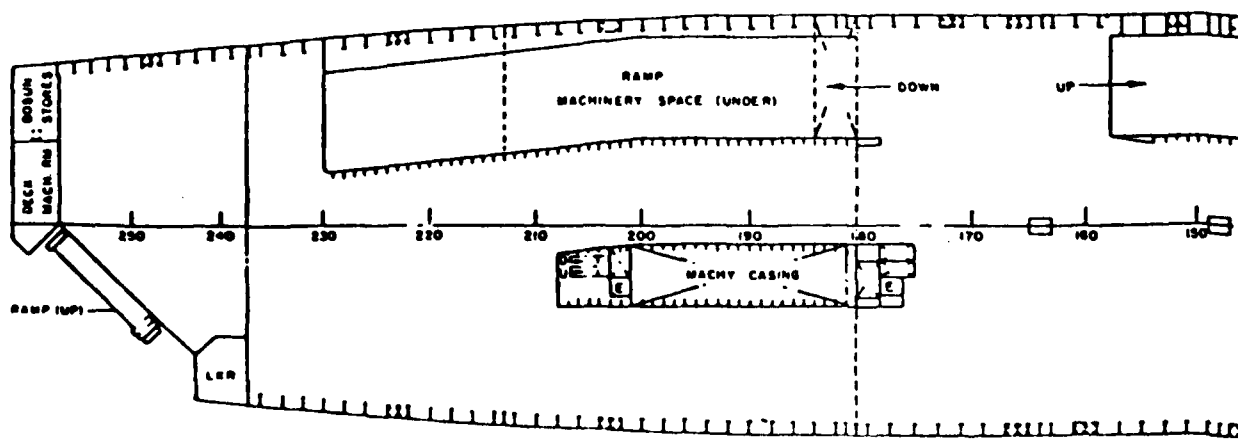 BOSUN
STORES
DECK
MACH. RM
RAMP
MACHINERY SPACE (UNDER)
DOWN
UP
250
240
230
220
210
200
190
180
170
160
150
MACHY CASING
E
E
RAMP (UP)
LKR